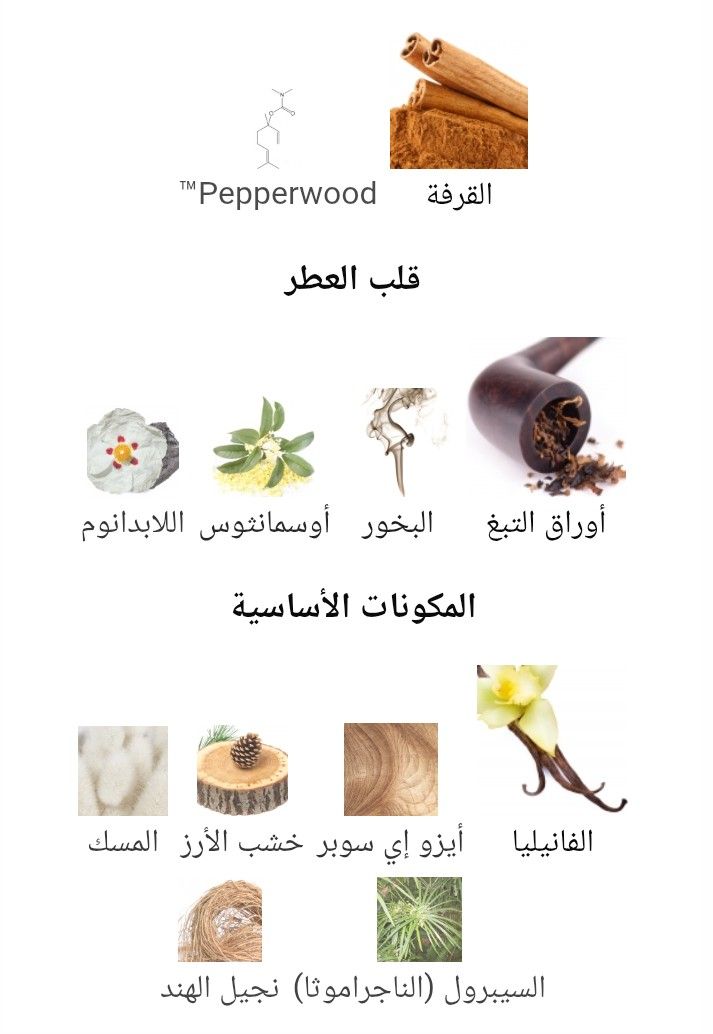 القرفة Pepperwood™
قلب العطر
أوراق التبغ البخور أوسمانثوس اللابدانوم
المكونات الأساسية
الفانيليا أيزو إي سوبر خشب الأرز المسك
السيبرول (الناجراموثا) نجيل الهند